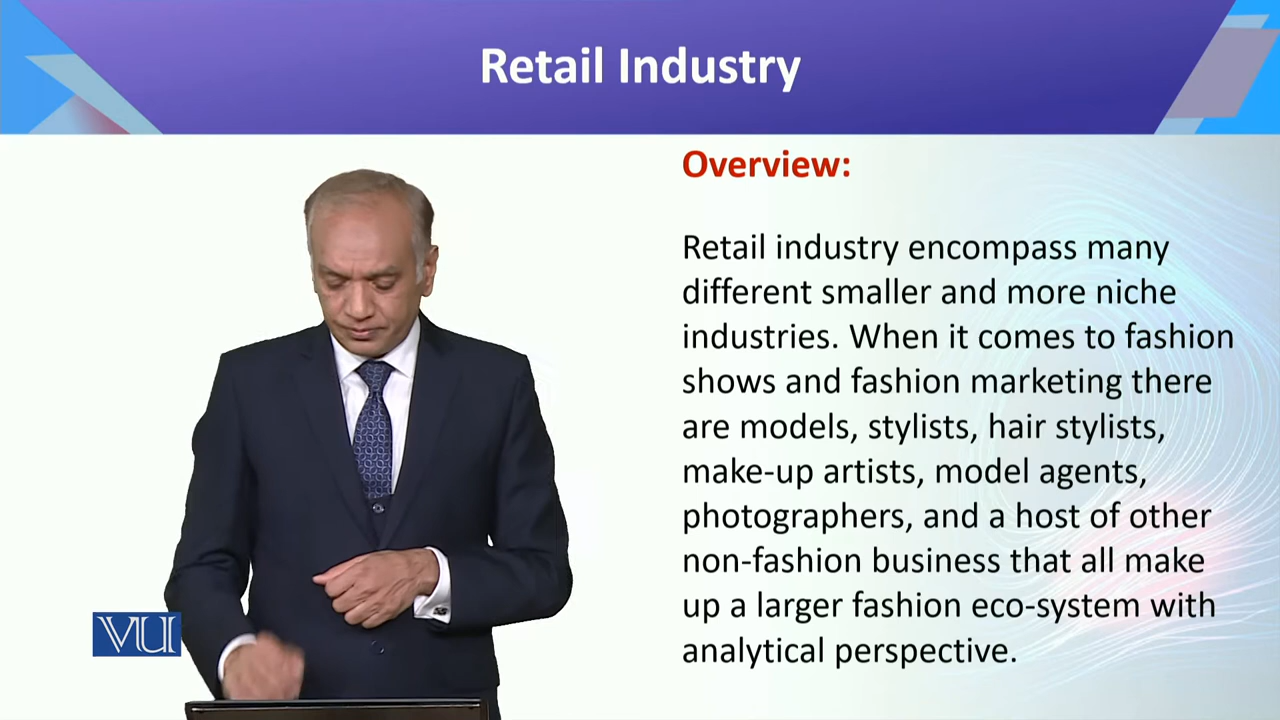 Retail Industry
Overview:
Retail industry encompass many
different smaller and more niche
industries. When it comes to fashion
shows and fashion marketing there
are models, stylists, hair stylists,
make-up artists, model agents,
photographers, and a host of other
non-fashion business that all make
up a larger fashion eco-system with
analytical perspective.
VU